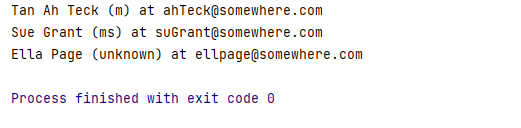 Tan Ah Teck (m) at ahTeck@somewhere.com
Sue Grant (ms) at suGrant@somewhere.com
Ella Page (unknown) at ellpage@somewhere.com
Process finished with exit code 0